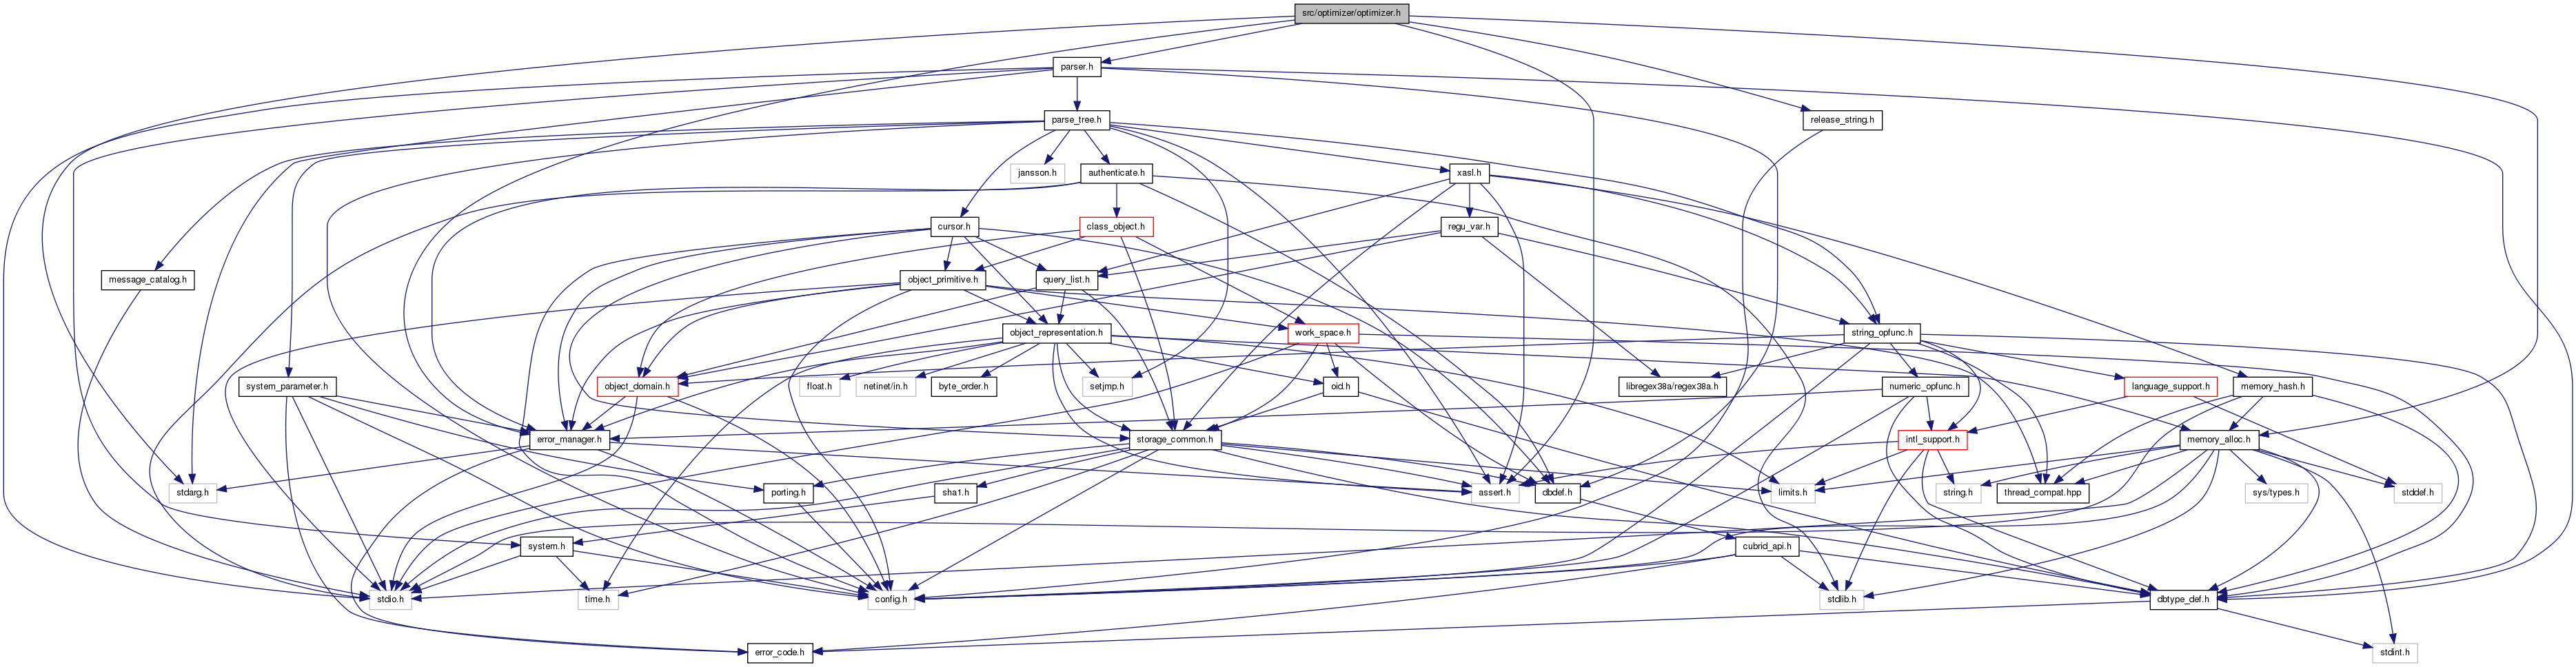 src/optimizer/optimizer.h
parser.h
parse_tree.h
release_string.h
jansson.h
authenticate.h
xasl.h
cursor.h
class_object.h
regu_var.h
message_catalog.h
object_primitive.h
query_list.h
object_representation.h
work_space.h
string_opfunc.h
system_parameter.h
object_domain.h
float.h
netinet/in.h
byte_order.h
setjmp.h
oid.h
libregex38a/regex38a.h
numeric_opfunc.h
language_support.h
memory_hash.h
error_manager.h
storage_common.h
intl_support.h
memory_alloc.h
stdarg.h
porting.h
sha1.h
assert.h
dbdef.h
limits.h
string.h
thread_compat.hpp
sys/types.h
stddef.h
system.h
cubrid_api.h
stdio.h
time.h
config.h
stdlib.h
dbtype_def.h
error_code.h
stdint.h